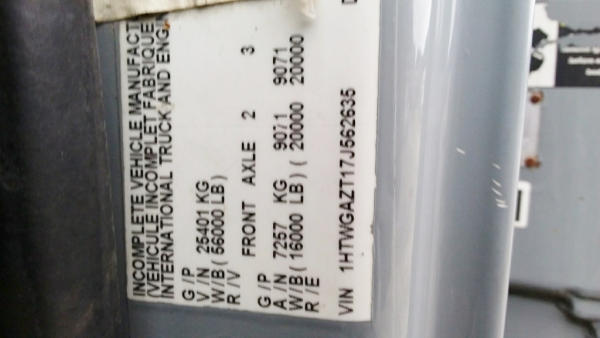 INCOMPLETE VEHICLE MANUFACT
(VEHICULE INCOMPLET FABRIQUE
INTERNATIONAL TRUCK AND ENG
G/P
V/N 25401 KG
W/B( 56000 LB)
R/V
FRONT AXLE 2 3
G/P
A/N 7257 KG 9071 9071
W/B( 16000 LB)( 20000 20000
R/E
VIN 1HTWGAZT17J562635